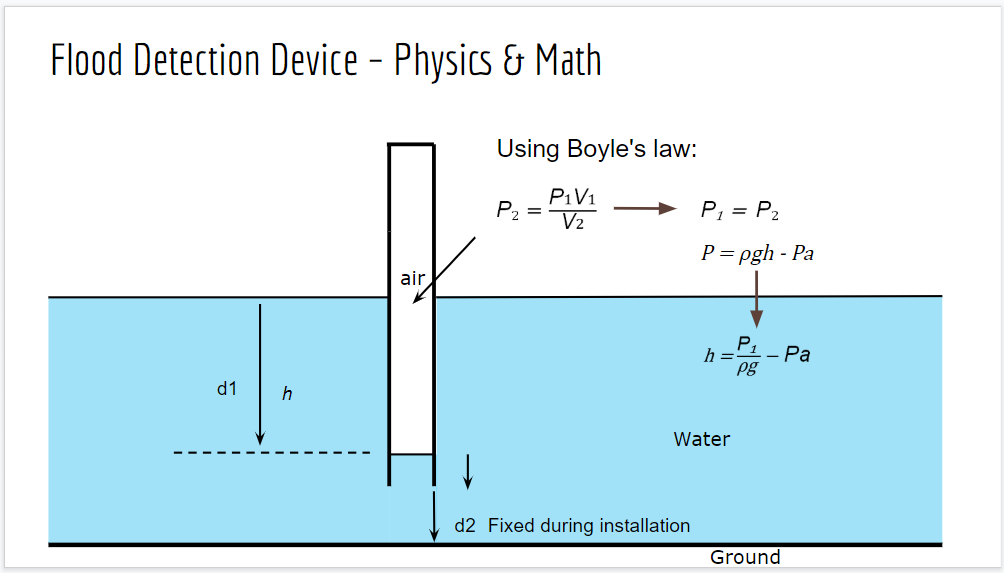 Flood Detection Device – Physics & Math
Using Boyle's law:
P₂ = P₁V₁ / V₂
P₁ = P₂
P = ρgh - Pa
air
h = P₁ / ρg – Pa
d1
h
Water
d2 Fixed during installation
Ground